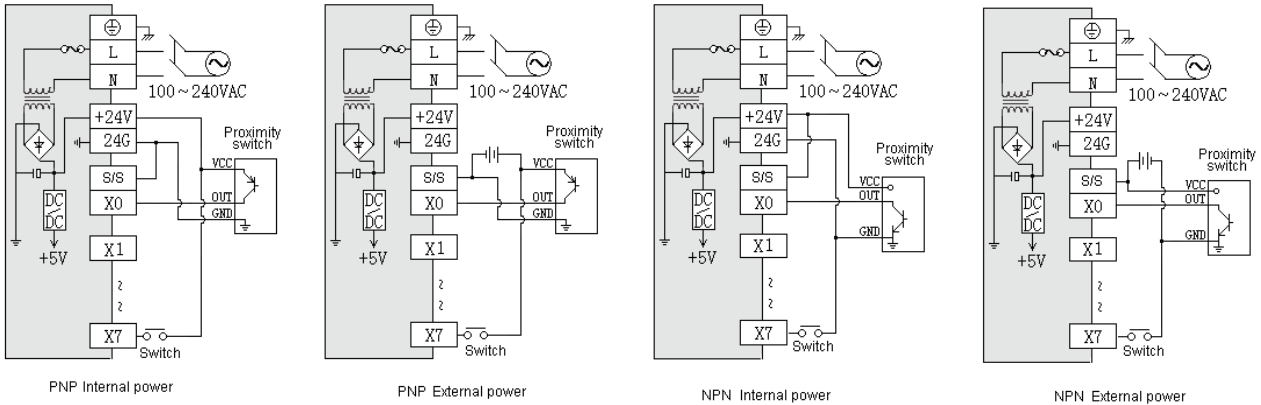 L
N
100~240VAC
+24V
24G
S/S
X0
X1
X7
DC
DC
+5V
Proximity
switch
VCC
OUT
GND
Switch
PNP Internal power
L
N
100~240VAC
+24V
24G
S/S
X0
X1
X7
DC
DC
+5V
Proximity
switch
VCC
OUT
GND
Switch
PNP External power
L
N
100~240VAC
+24V
24G
S/S
X0
X1
X7
DC
DC
+5V
Proximity
switch
VCC
OUT
GND
Switch
NPN Internal power
L
N
100~240VAC
+24V
24G
S/S
X0
X1
X7
DC
DC
+5V
Proximity
switch
VCC
OUT
GND
Switch
NPN External power